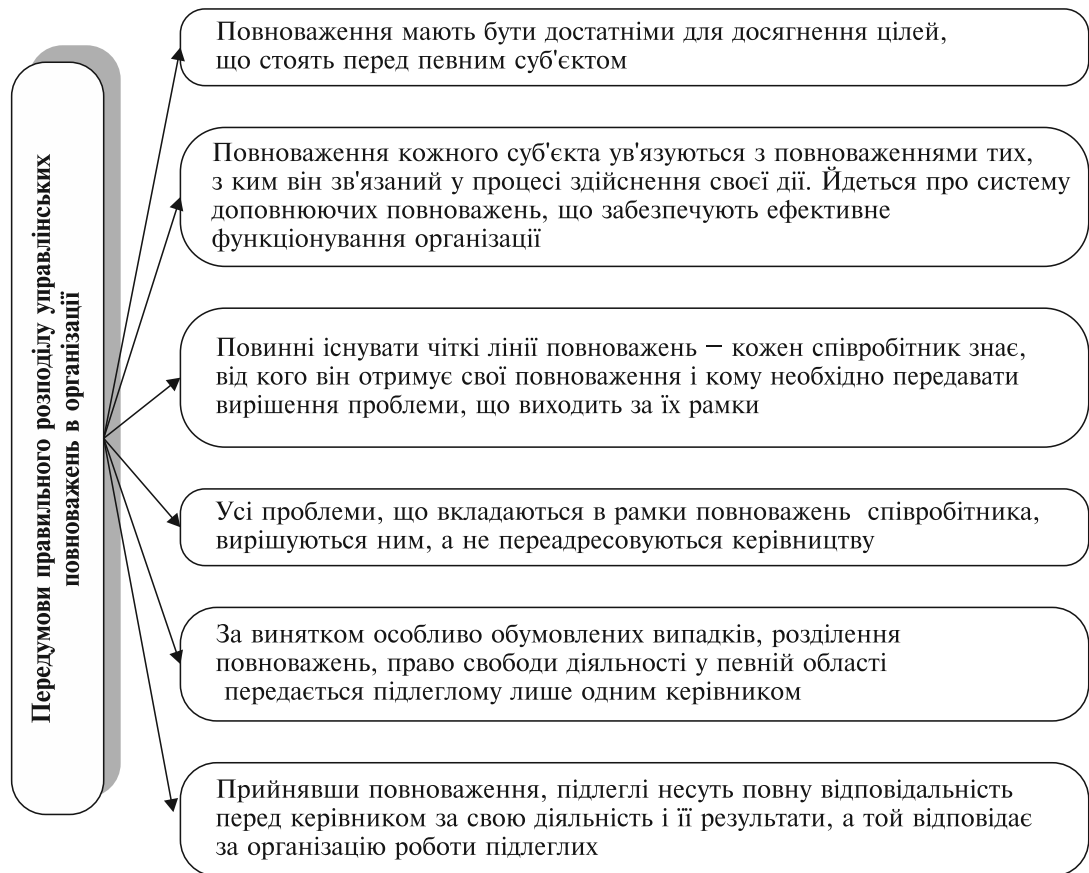 Передумови правильного розподілу управлінських
повноважень в організації
Повноваження мають бути достатніми для досягнення цілей,
що стоять перед певним суб'єктом
Повноваження кожного суб'єкта ув'язуються з повноваженнями тих,
з ким він зв'язаний у процесі здійснення своєї дії. Йдеться про систему
доповнюючих повноважень, що забезпечують ефективне
функціонування організації
Повинні існувати чіткі лінії повноважень – кожен співробітник знає,
від кого він отримує свої повноваження і кому необхідно передавати
вирішення проблеми, що виходить за їх рамки
Усі проблеми, що вкладаються в рамки повноважень співробітника,
вирішуються ним, а не переадресовуються керівництву
За винятком особливо обумовлених випадків, розділення
повноважень, право свободи діяльності у певній області
передається підлеглому лише одним керівником
Прийнявши повноваження, підлеглі несуть повну відповідальність
перед керівником за свою діяльність і її результати, а той відповідає
за організацію роботи підлеглих